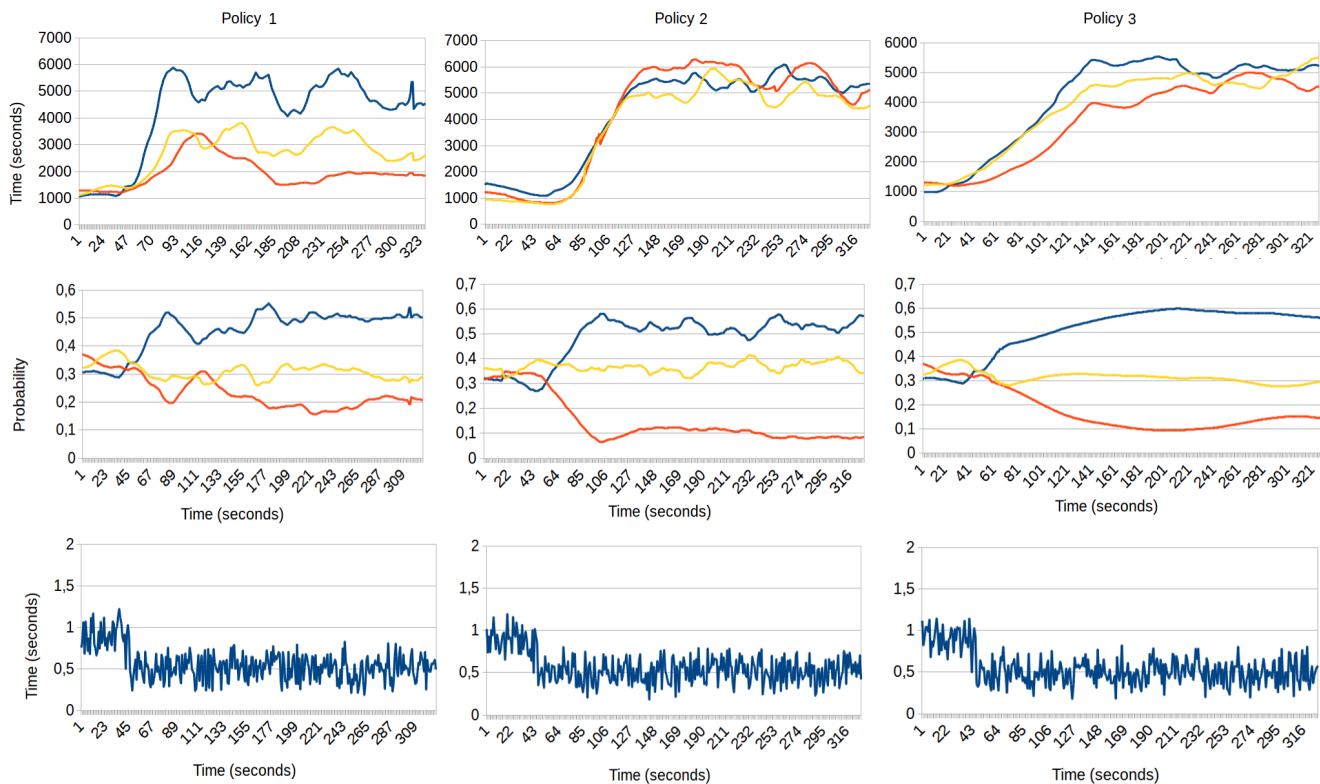 Policy 1
Policy 2
Policy 3
Time (seconds)
7000
6000
5000
4000
3000
2000
1000
0
1 24 47 70 93 116 139 162 185 208 231 254 277 300 323
7000
6000
5000
4000
3000
2000
1000
0
1 22 43 64 85 106 127 148 169 190 211 232 253 274 295 316
6000
5000
4000
3000
2000
1000
0
1 21 41 61 81 101 121 141 161 181 201 221 241 261 281 301 321
Probability
0,6
0,5
0,4
0,3
0,2
0,1
0
1 23 45 67 89 111 133 155 177 199 221 243 265 287 309
Time (seconds)
0,7
0,6
0,5
0,4
0,3
0,2
0,1
0
1 22 43 64 85 106 127 148 169 190 211 232 253 274 295 316
Time (seconds)
0,7
0,6
0,5
0,4
0,3
0,2
0,1
0
1 21 41 61 81 101 121 141 161 181 201 221 241 261 281 301 321
Time (seconds)
Time (seconds)
2
1,5
1
0,5
0
1 23 45 67 89 111 133 155 177 199 221 243 265 287 309
Time (seconds)
2
1,5
1
0,5
0
1 22 43 64 85 106 127 148 169 190 211 232 253 274 295 316
Time (seconds)
2
1,5
1
0,5
0
1 22 43 64 85 106 127 148 169 190 211 232 253 274 295 316
Time (seconds)